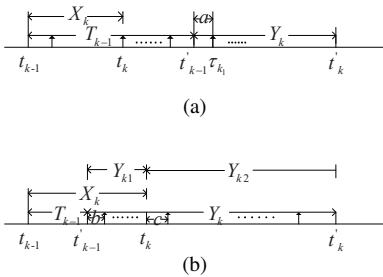 X_k a
T_{k-1} ...... Y_k
t_{k-1} t_k t'_{k-1} τ_{k_1} ...... t'_k
(a)
Y_{k1} Y_{k2}
X_k
T_{k-1} b ...... c Y_k ......
t_{k-1} t'_{k-1} t_k t'_k
(b)